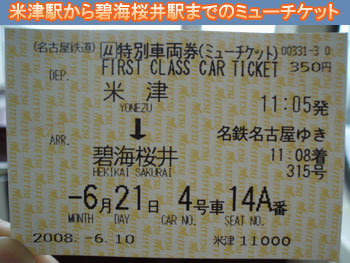 米津駅から碧海桜井駅までのミューチケット
(名古屋鉄道) μ特別車両券(ミューチケット) 00331-3 0
DEP. FIRST CLASS CAR TICKET 350円
米津 11:05発
YONEZU
↓ 名鉄名古屋ゆき
ARR. 碧海桜井 11:08着
HEKIKAI SAKURAI 315号
-6月21日 4号車 14A番
MONTH DAY CAR NO. SEAT NO.
2008.-6.10 米津 11000